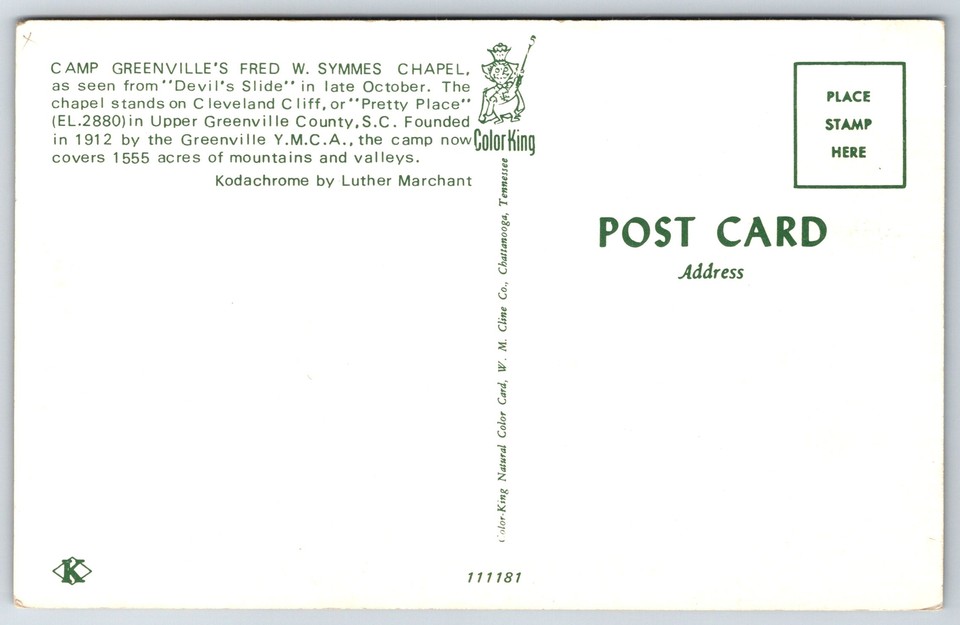 CAMP GREENVILLE'S FRED W. SYMMES CHAPEL,
as seen from "Devil's Slide" in late October. The
chapel stands on Cleveland Cliff, or "Pretty Place"
(EL.2880) in Upper Greenville County, S.C. Founded
in 1912 by the Greenville Y.M.C.A., the camp now
covers 1555 acres of mountains and valleys.
Kodachrome by Luther Marchant
ColorKing
Color-King Natural Color Card, W. M. Cline Co., Chattanooga, Tennessee
PLACE
STAMP
HERE
POST CARD
Address
K
111181